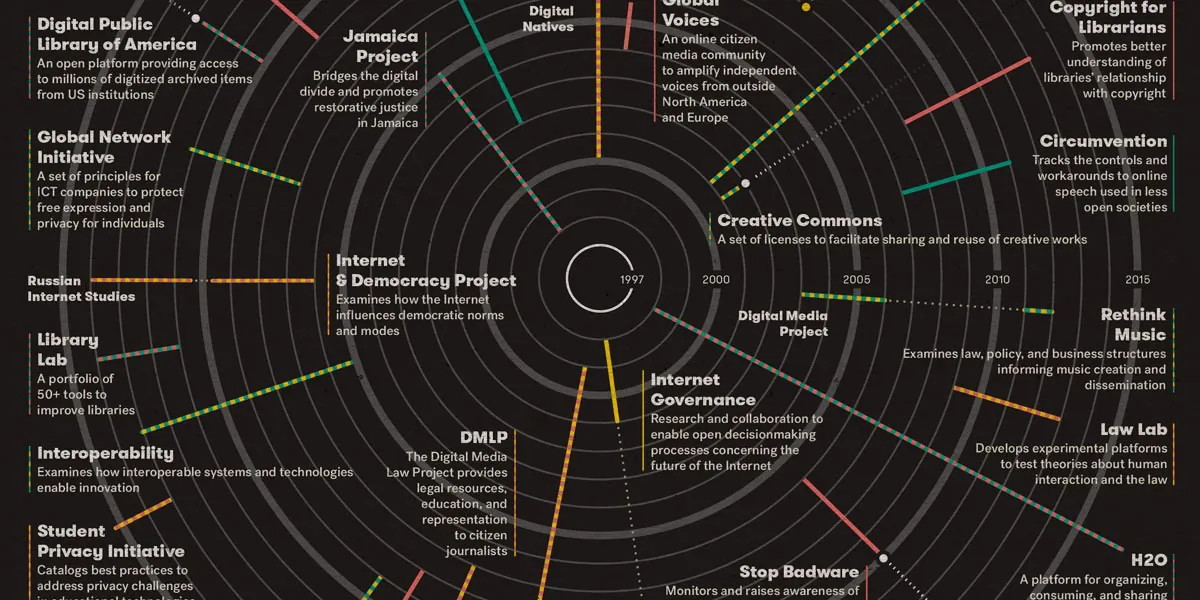 Digital Public
Library of America
An open platform providing access
to millions of digitized archived items
from US institutions
Jamaica
Project
Bridges the digital
divide and promotes
restorative justice
in Jamaica
Digital
Natives
Global
Voices
An online citizen
media community
to amplify independent
voices from outside
North America
and Europe
Copyright for
Librarians
Promotes better
understanding of
libraries' relationship
with copyright
Global Network
Initiative
A set of principles for
ICT companies to protect
free expression and
privacy for individuals
Circumvention
Tracks the controls and
workarounds to online
speech used in less
open societies
Creative Commons
A set of licenses to facilitate sharing and reuse of creative works
Internet
& Democracy Project
Examines how the Internet
influences democratic norms
and modes
Russian
Internet Studies
1997
2000
2005
2010
2015
Digital Media
Project
Rethink
Music
Examines law, policy, and business structures
informing music creation and
dissemination
Library
Lab
A portfolio of
50+ tools to
improve libraries
Internet
Governance
Research and collaboration to
enable open decisionmaking
processes concerning the
future of the Internet
Law Lab
Develops experimental platforms
to test theories about human
interaction and the law
DMLP
The Digital Media
Law Project provides
legal resources,
education, and
representation
to citizen
journalists
Interoperability
Examines how interoperable systems and technologies
enable innovation
Student
Privacy Initiative
Catalogs best practices to
address privacy challenges
in educational technologies
Stop Badware
Monitors and raises awareness of
H2O
A platform for organizing,
consuming, and sharing